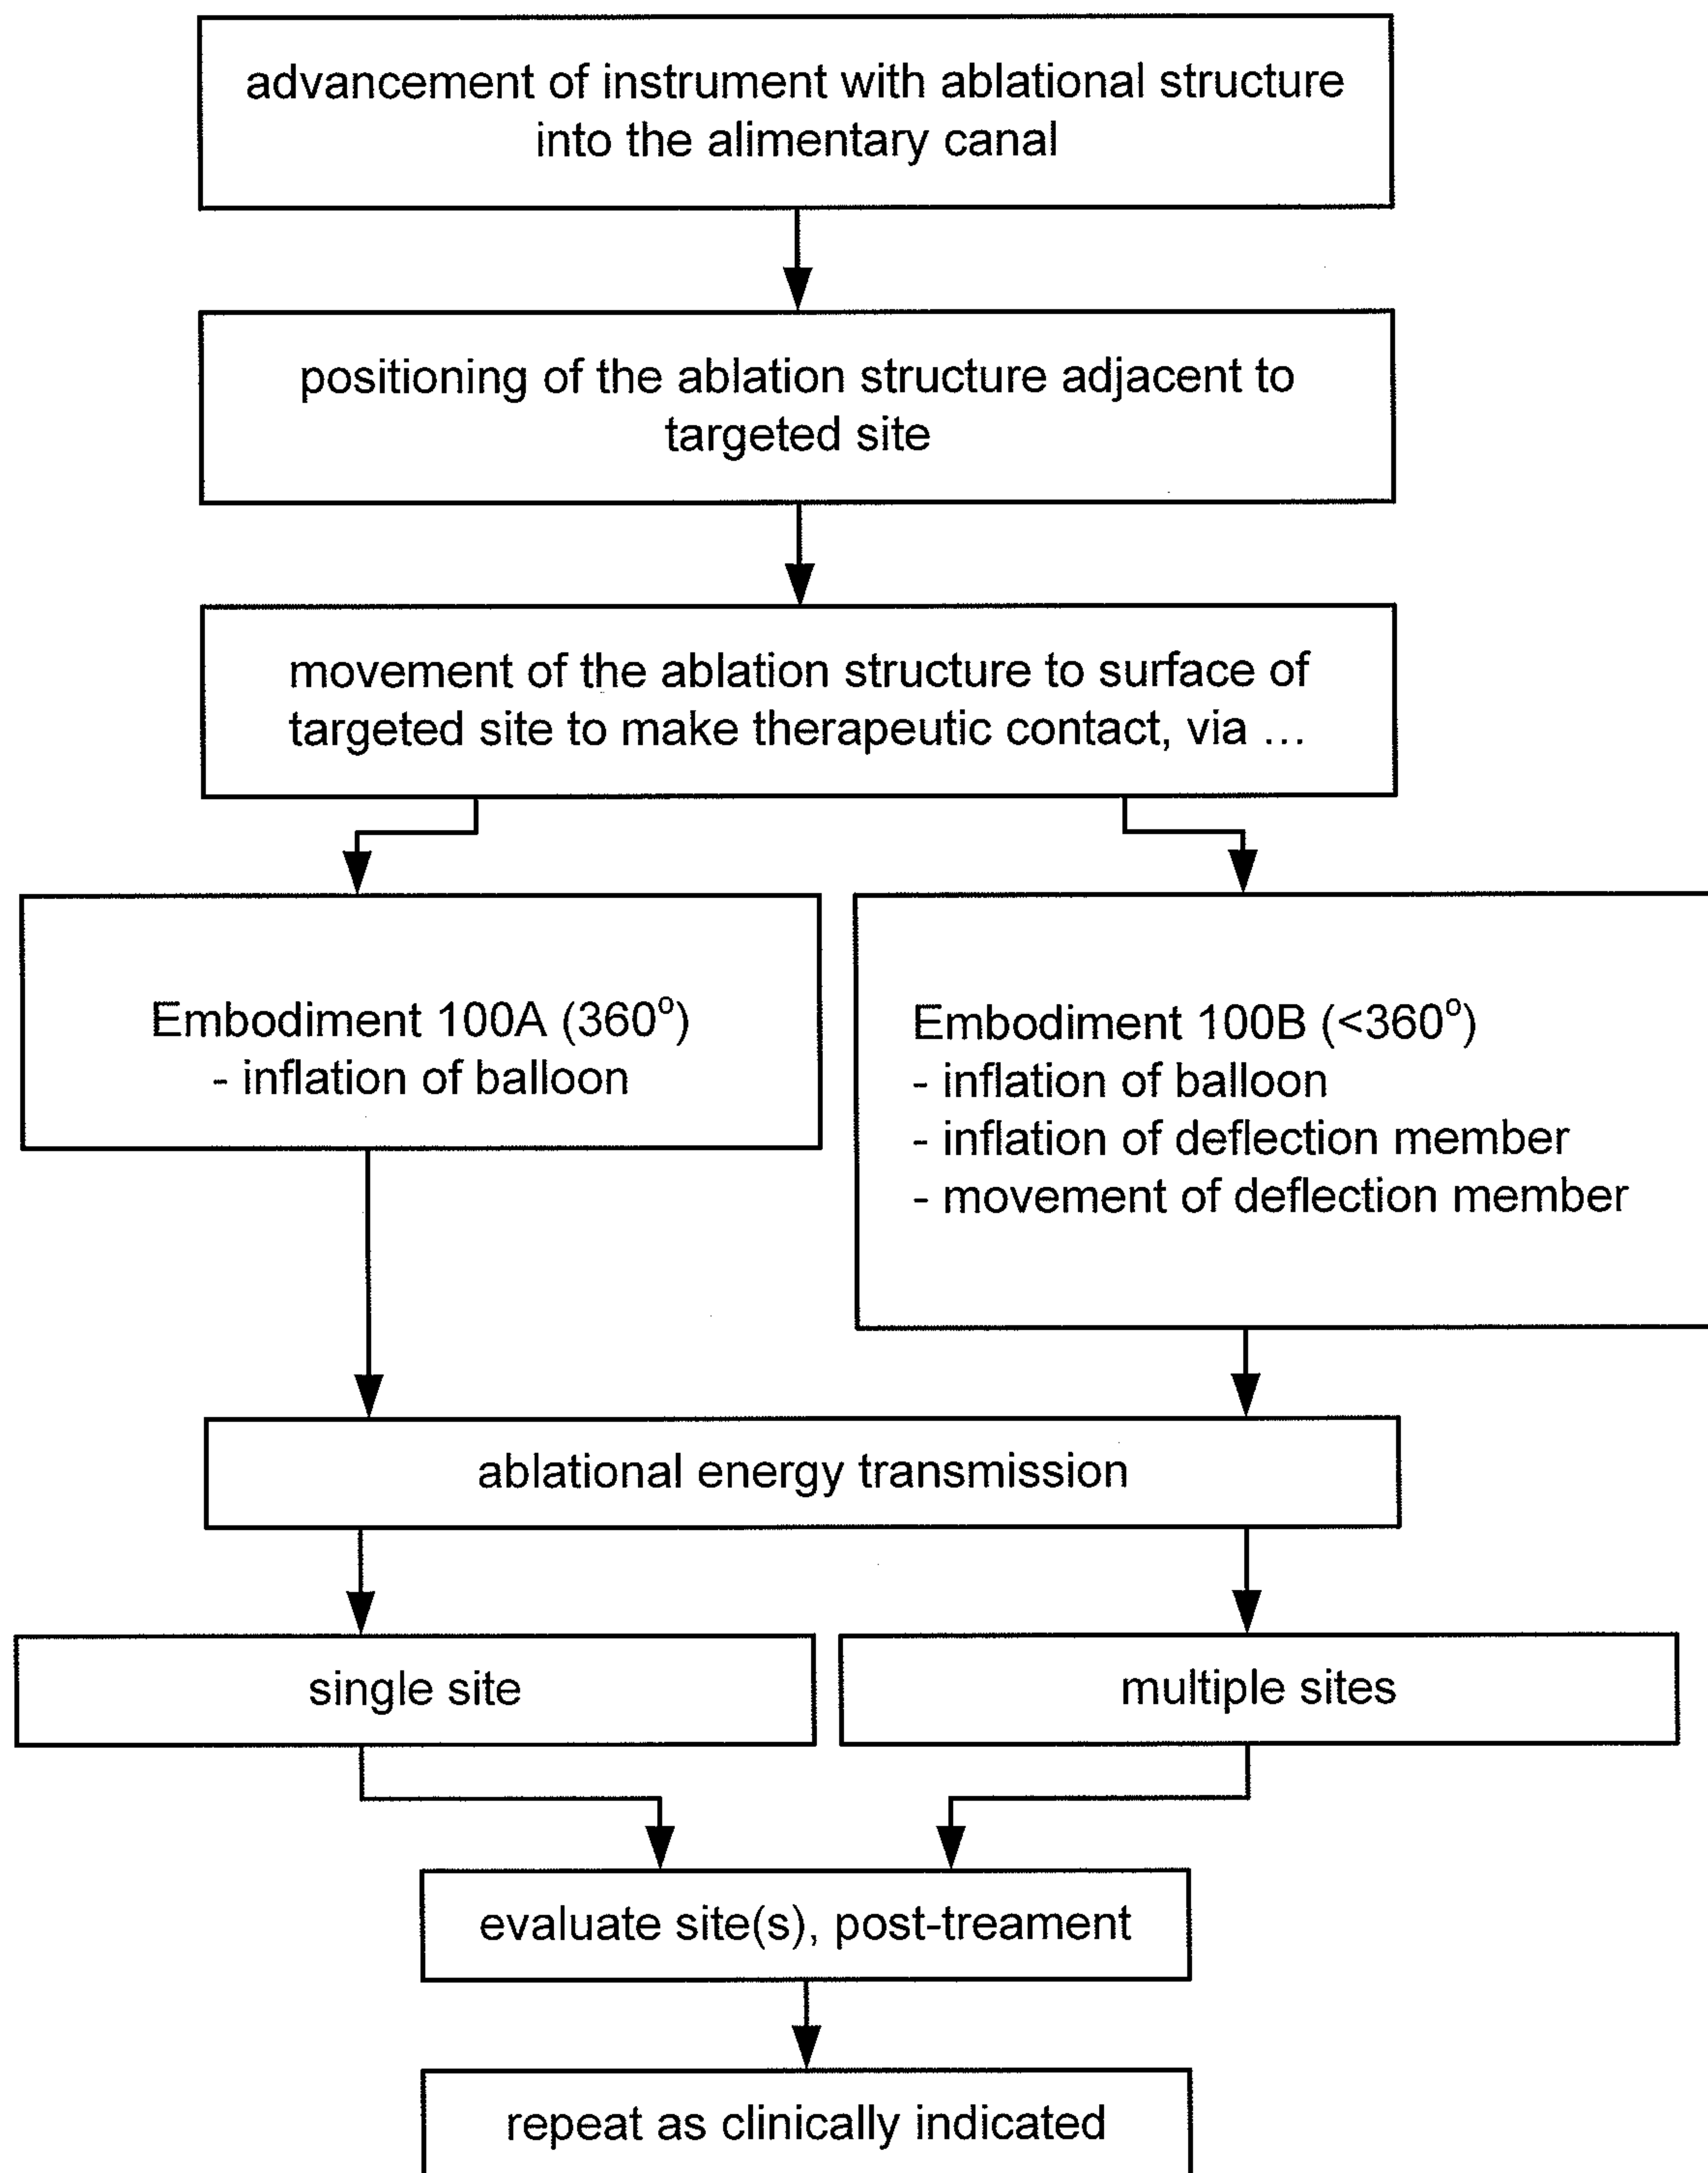 advancement of instrument with ablational structure
into the alimentary canal
positioning of the ablation structure adjacent to
targeted site
movement of the ablation structure to surface of
targeted site to make therapeutic contact, via ...
Embodiment 100A (360º)
- inflation of balloon
Embodiment 100B (<360º)
- inflation of balloon
- inflation of deflection member
- movement of deflection member
ablational energy transmission
single site
multiple sites
evaluate site(s), post-treament
repeat as clinically indicated